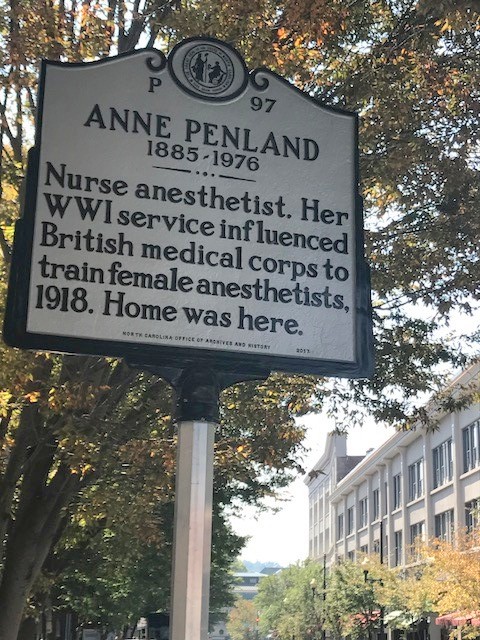 P 97
ANNE PENLAND
1885-1976
Nurse anesthetist. Her
WWI service influenced
British medical corps to
train female anesthetists,
1918. Home was here.
NORTH CAROLINA OFFICE OF ARCHIVES AND HISTORY 2013